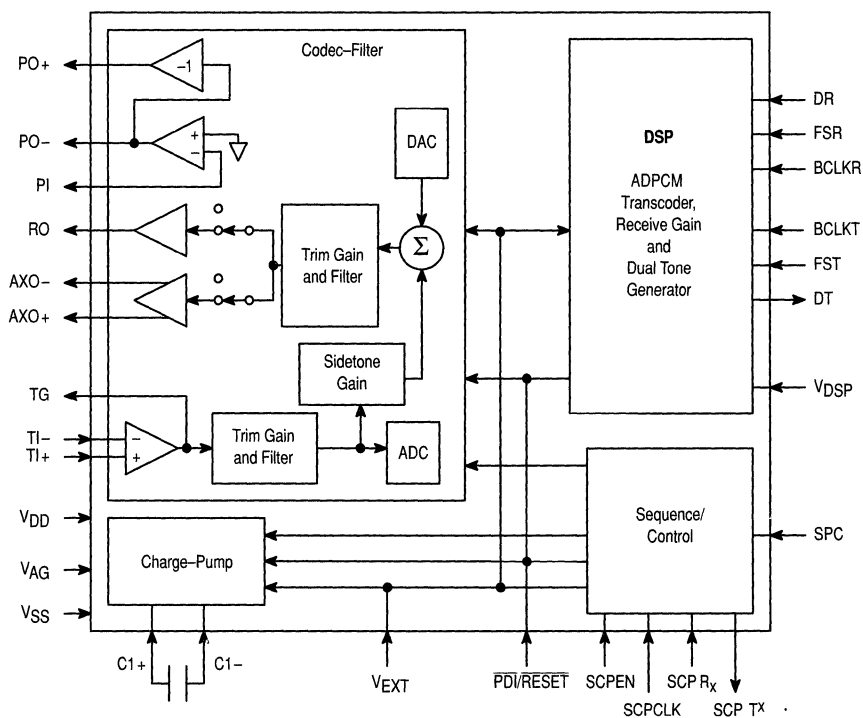 PO+
–1
Codec–Filter
PO–
+
–
DAC
PI
RO
Trim Gain
and Filter
Σ
AXO–
AXO+
Sidetone
Gain
TG
TI–
TI+
–
+
Trim Gain
and Filter
ADC
DSP
ADPCM
Transcoder,
Receive Gain
and
Dual Tone
Generator
DR
FSR
BCLKR
BCLKT
FST
DT
VDSP
VDD
VAG
VSS
Charge–Pump
Sequence/
Control
SPC
C1+
C1–
VEXT
PDI/RESET
SCPEN
SCPCLK
SCP RX
SCP TX